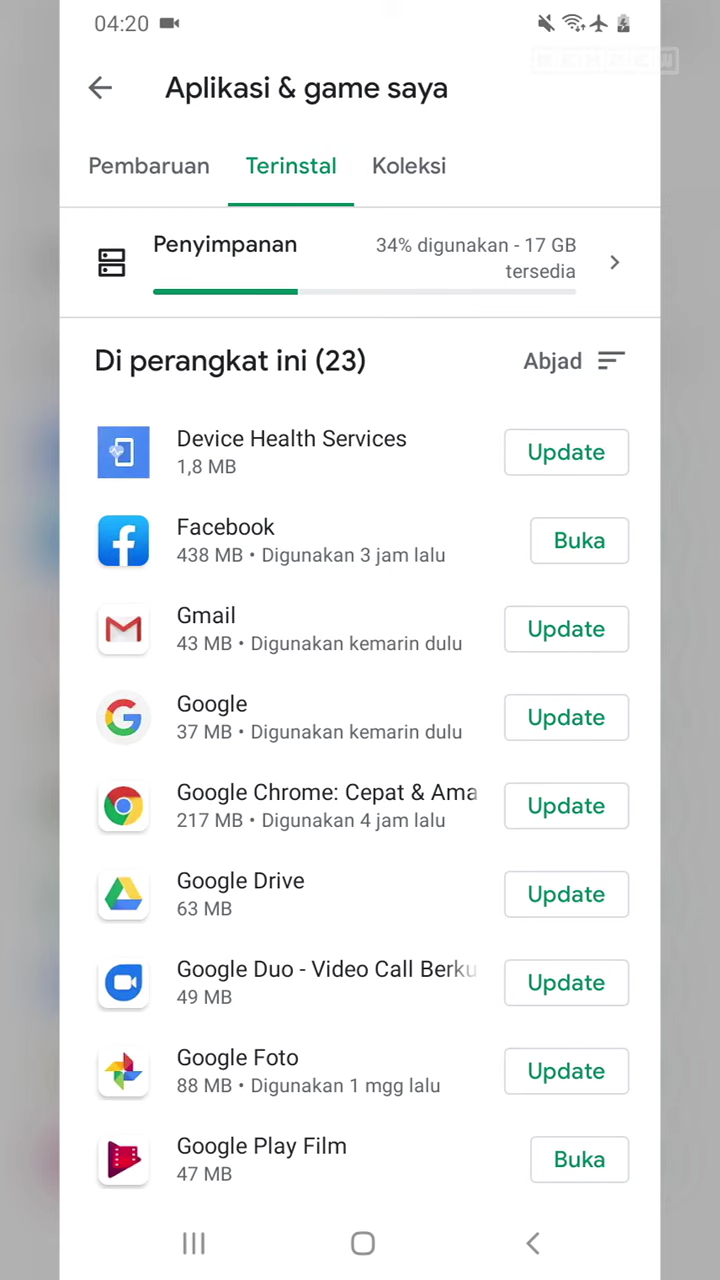 04:20
Aplikasi & game saya
Pembaruan Terinstal Koleksi
Penyimpanan 34% digunakan - 17 GB
tersedia
Di perangkat ini (23) Abjad
Device Health Services
1,8 MB
Update
Facebook
438 MB • Digunakan 3 jam lalu
Buka
Gmail
43 MB • Digunakan kemarin dulu
Update
Google
37 MB • Digunakan kemarin dulu
Update
Google Chrome: Cepat & Ama
217 MB • Digunakan 4 jam lalu
Update
Google Drive
63 MB
Update
Google Duo - Video Call Berku
49 MB
Update
Google Foto
88 MB • Digunakan 1 mgg lalu
Update
Google Play Film
47 MB
Buka